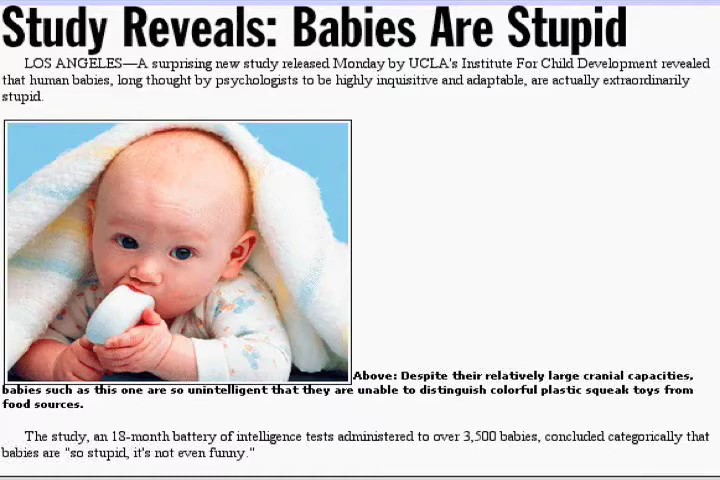 Study Reveals: Babies Are Stupid
LOS ANGELES—A surprising new study released Monday by UCLA's Institute For Child Development revealed
that human babies, long thought by psychologists to be highly inquisitive and adaptable, are actually extraordinarily
stupid.
Above: Despite their relatively large cranial capacities,
babies such as this one are so unintelligent that they are unable to distinguish colorful plastic squeak toys from
food sources.
The study, an 18-month battery of intelligence tests administered to over 3,500 babies, concluded categorically that
babies are "so stupid, it's not even funny."